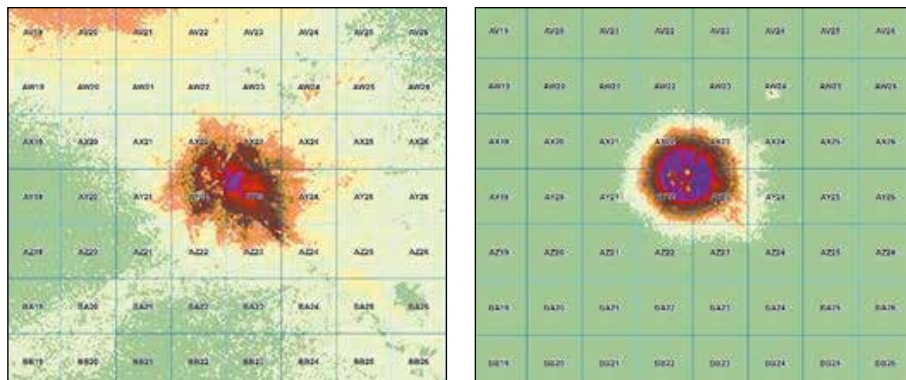 AV19 AV20 AV21 AV22 AV23 AV24 AV25 AV26
AW19 AW20 AW21 AW22 AW23 AW24 AW25 AW26
AX19 AX20 AX21 AX22 AX24 AX25 AX26
AY19 AY20 AY21 AY24 AY25 AY26
AZ19 AZ20 AZ21 AZ22 AZ23 AZ24 AZ25 AZ26
BA19 BA20 BA21 BA22 BA23 BA24 BA25 BA26
BB19 BB20 BB21 BB22 BB23 BB24 BB25 BB26
AV19 AV20 AV21 AV22 AV23 AV24 AV25 AV26
AW19 AW20 AW21 AW22 AW23 AW24 AW25 AW26
AX19 AX20 AX21 AX22 AX23 AX24 AX25 AX26
AY19 AY20 AY21 AY24 AY25 AY26
AZ19 AZ20 AZ21 AZ22 AZ23 AZ24 AZ25 AZ26
BA19 BA20 BA21 BA22 BA23 BA24 BA25 BA26
BB19 BB20 BB21 BB22 BB23 BB24 BB25 BB26